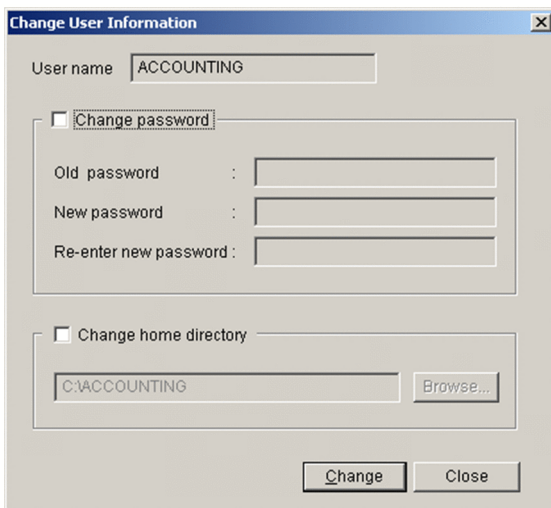 Change User Information
User name ACCOUNTING
Change password
Old password :
New password :
Re-enter new password :
Change home directory
C:\ACCOUNTING Browse...
Change Close